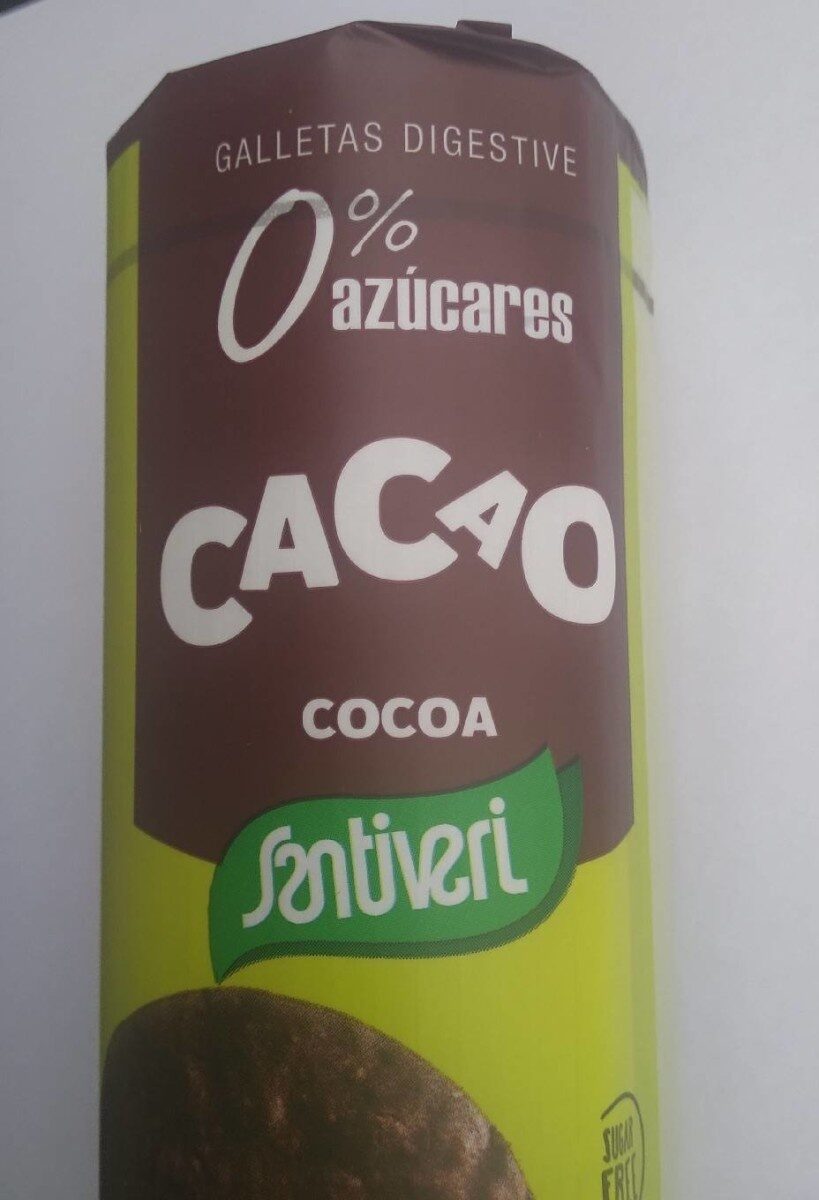 GALLETAS DIGESTIVE
0%
azúcares
CACAO
COCOA
Santiveri
SUGAR
FREE